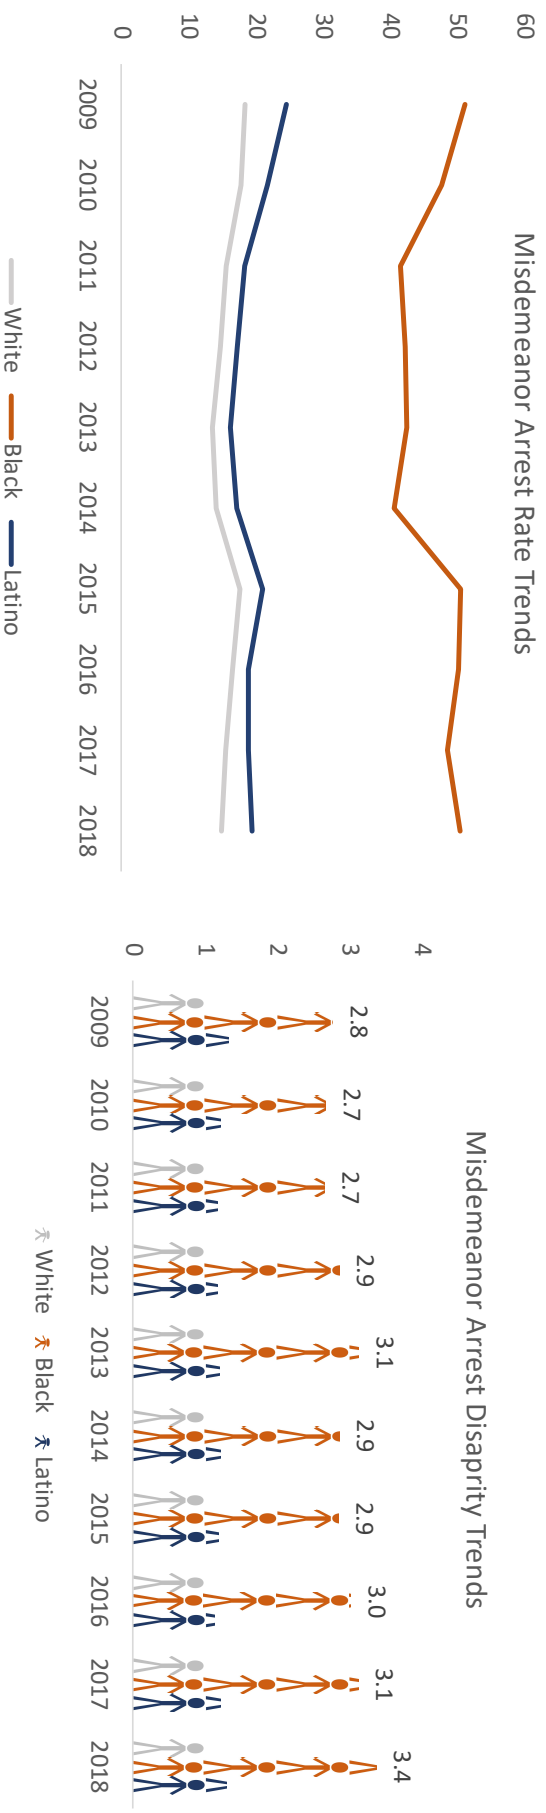 Misdemeanor Arrest Rate Trends
60
50
40
30
20
10
0
2009 2010 2011 2012 2013 2014 2015 2016 2017 2018
White Black Latino
Misdemeanor Arrest Disaprity Trends
4
3
2
1
0
2.8 2.7 2.7 2.9 3.1 2.9 2.9 3.0 3.1 3.4
2009 2010 2011 2012 2013 2014 2015 2016 2017 2018
White Black Latino